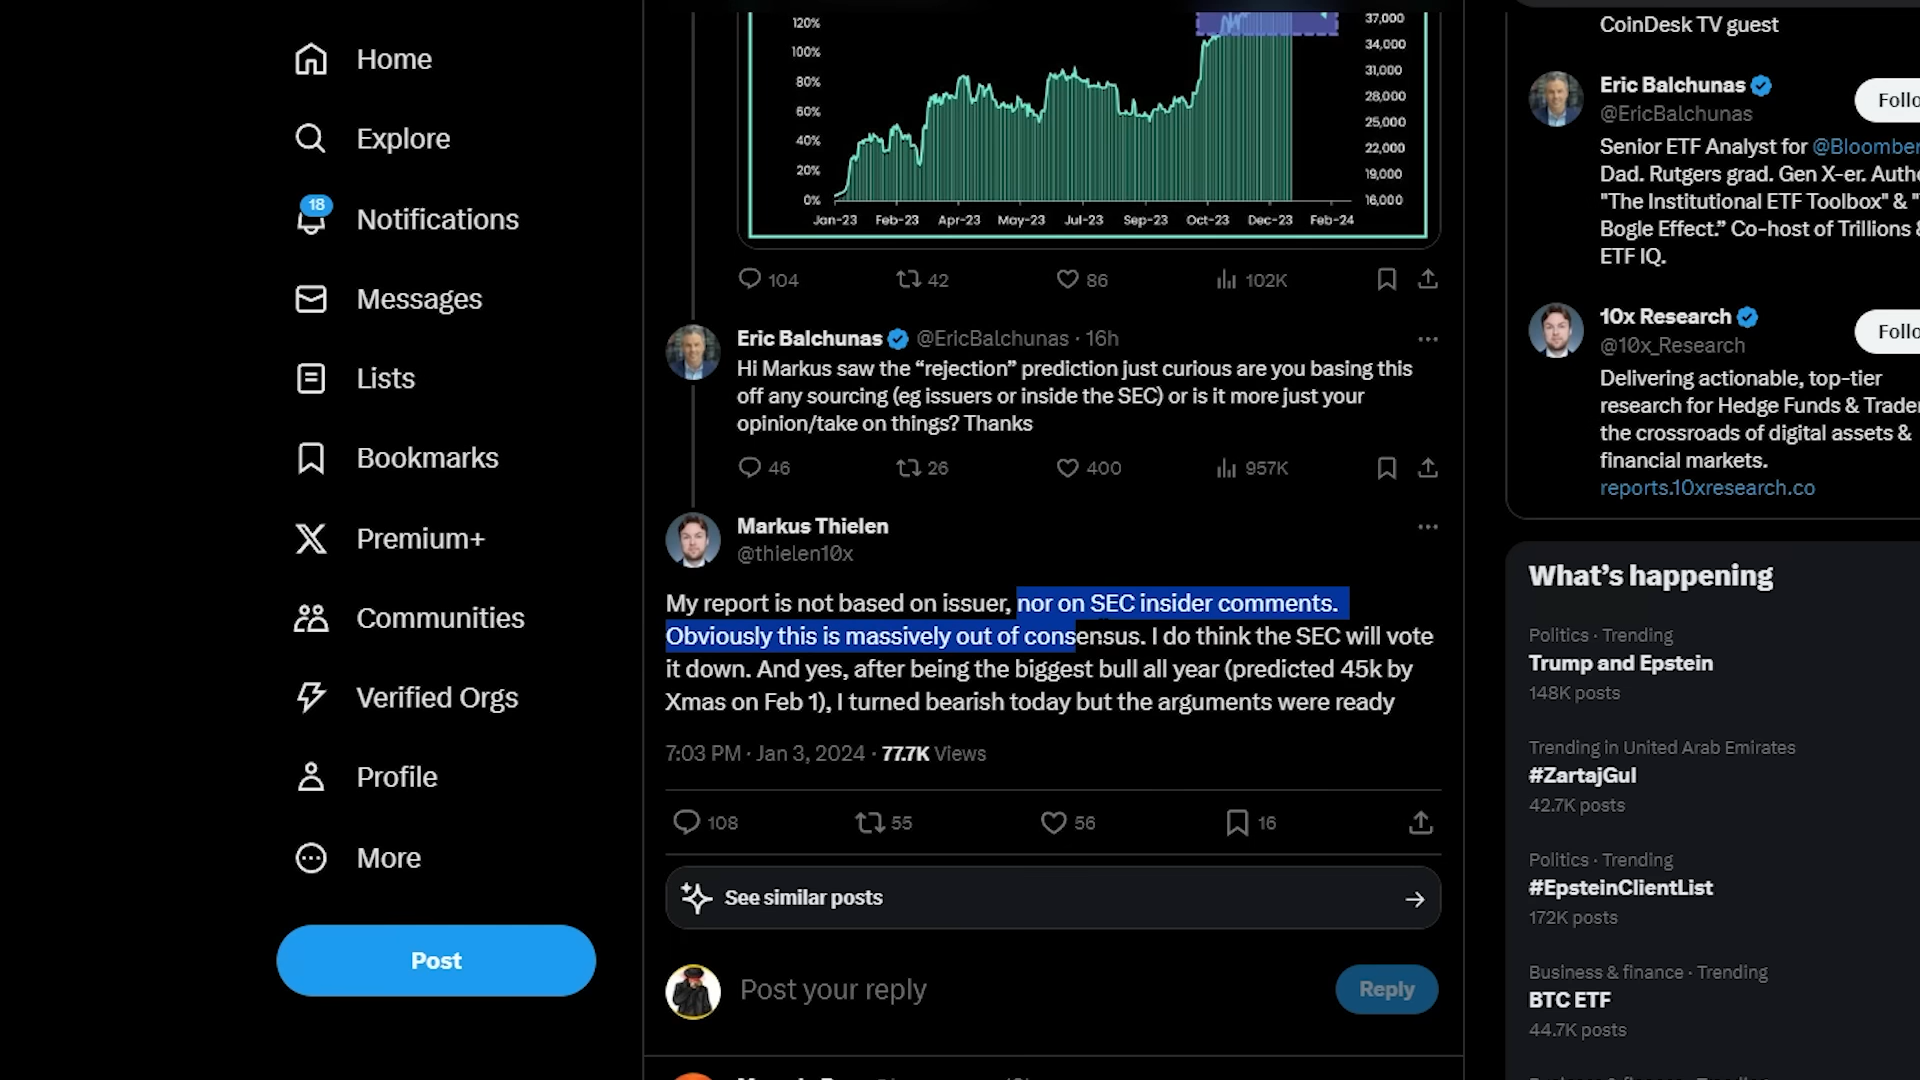 Home
Explore
18
Notifications
Messages
Lists
Bookmarks
Premium+
Communities
Verified Orgs
Profile
More
Post
120%
100%
80%
60%
40%
20%
0%
37,000
34,000
31,000
28,000
25,000
22,000
19,000
16,000
Jan-23 Feb-23 Apr-23 May-23 Jul-23 Sep-23 Oct-23 Dec-23 Feb-24
104 42 86 102K
Eric Balchunas @EricBalchunas · 16h
Hi Markus saw the “rejection” prediction just curious are you basing this
off any sourcing (eg issuers or inside the SEC) or is it more just your
opinion/take on things? Thanks
46 26 400 957K
Markus Thielen
@thielen10x
My report is not based on issuer, nor on SEC insider comments.
Obviously this is massively out of consensus. I do think the SEC will vote
it down. And yes, after being the biggest bull all year (predicted 45k by
Xmas on Feb 1), I turned bearish today but the arguments were ready
7:03 PM · Jan 3, 2024 · 77.7K Views
108 55 56 16
See similar posts
Post your reply
Reply
CoinDesk TV guest
Eric Balchunas
@EricBalchunas
Follo
Senior ETF Analyst for @Bloomber
Dad. Rutgers grad. Gen X-er. Autho
"The Institutional ETF Toolbox" & "
Bogle Effect.” Co-host of Trillions &
ETF IQ.
10x Research
@10x_Research
Follo
Delivering actionable, top-tier
research for Hedge Funds & Trader
the crossroads of digital assets &
financial markets.
reports.10xresearch.co
What’s happening
Politics · Trending
Trump and Epstein
148K posts
Trending in United Arab Emirates
#ZartajGul
42.7K posts
Politics · Trending
#EpsteinClientList
172K posts
Business & finance · Trending
BTC ETF
44.7K posts